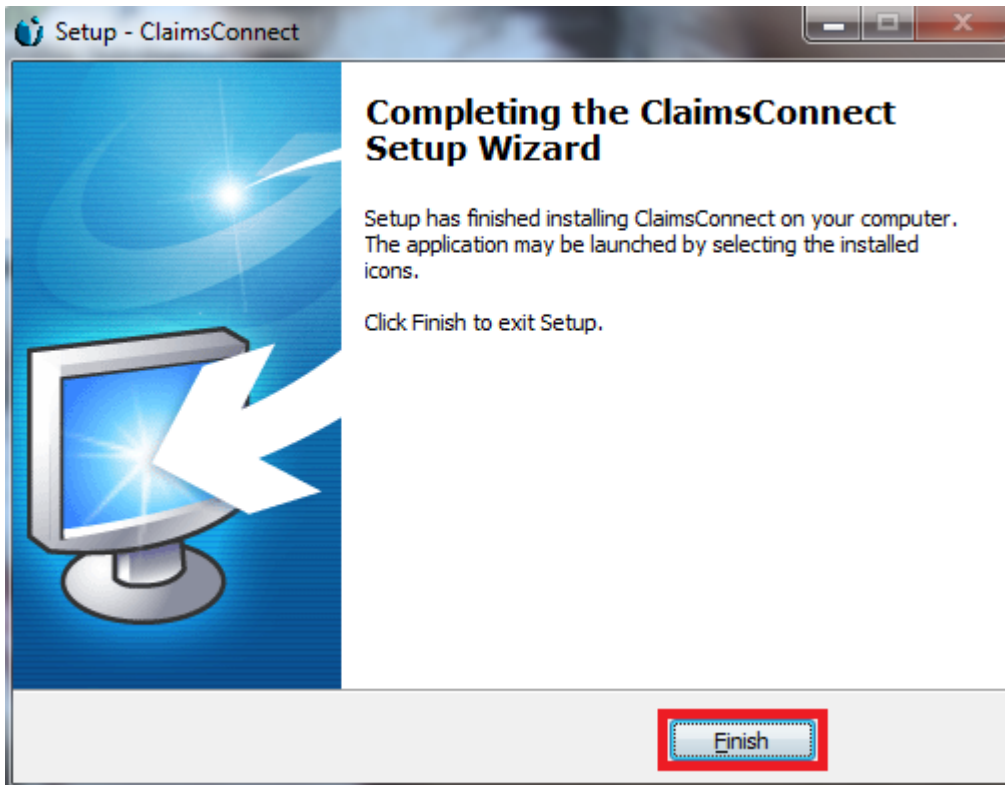 Setup - ClaimsConnect
Completing the ClaimsConnect
Setup Wizard
Setup has finished installing ClaimsConnect on your computer.
The application may be launched by selecting the installed
icons.
Click Finish to exit Setup.
Finish